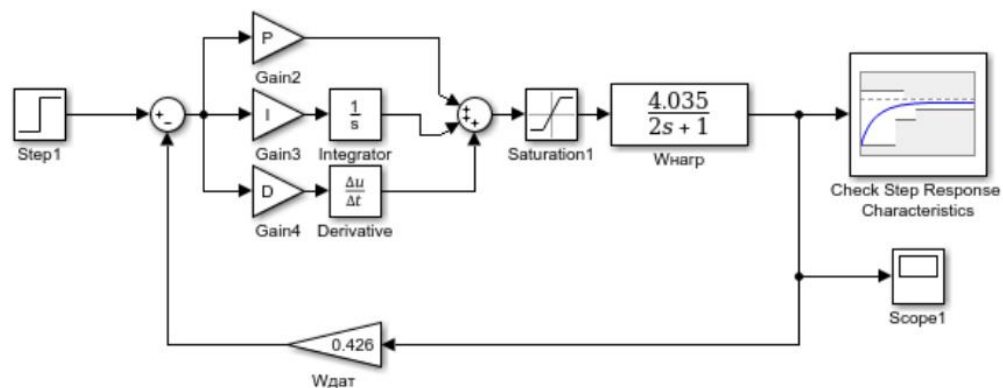 P
Gain2
Step1
+
−
I
Gain3
1
s
Integrator
+
+
+
Saturation1
4.035
2s + 1
Wнагр
Check Step Response
Characteristics
D
Gain4
Δu
Δt
Derivative
Scope1
0.426
Wдат